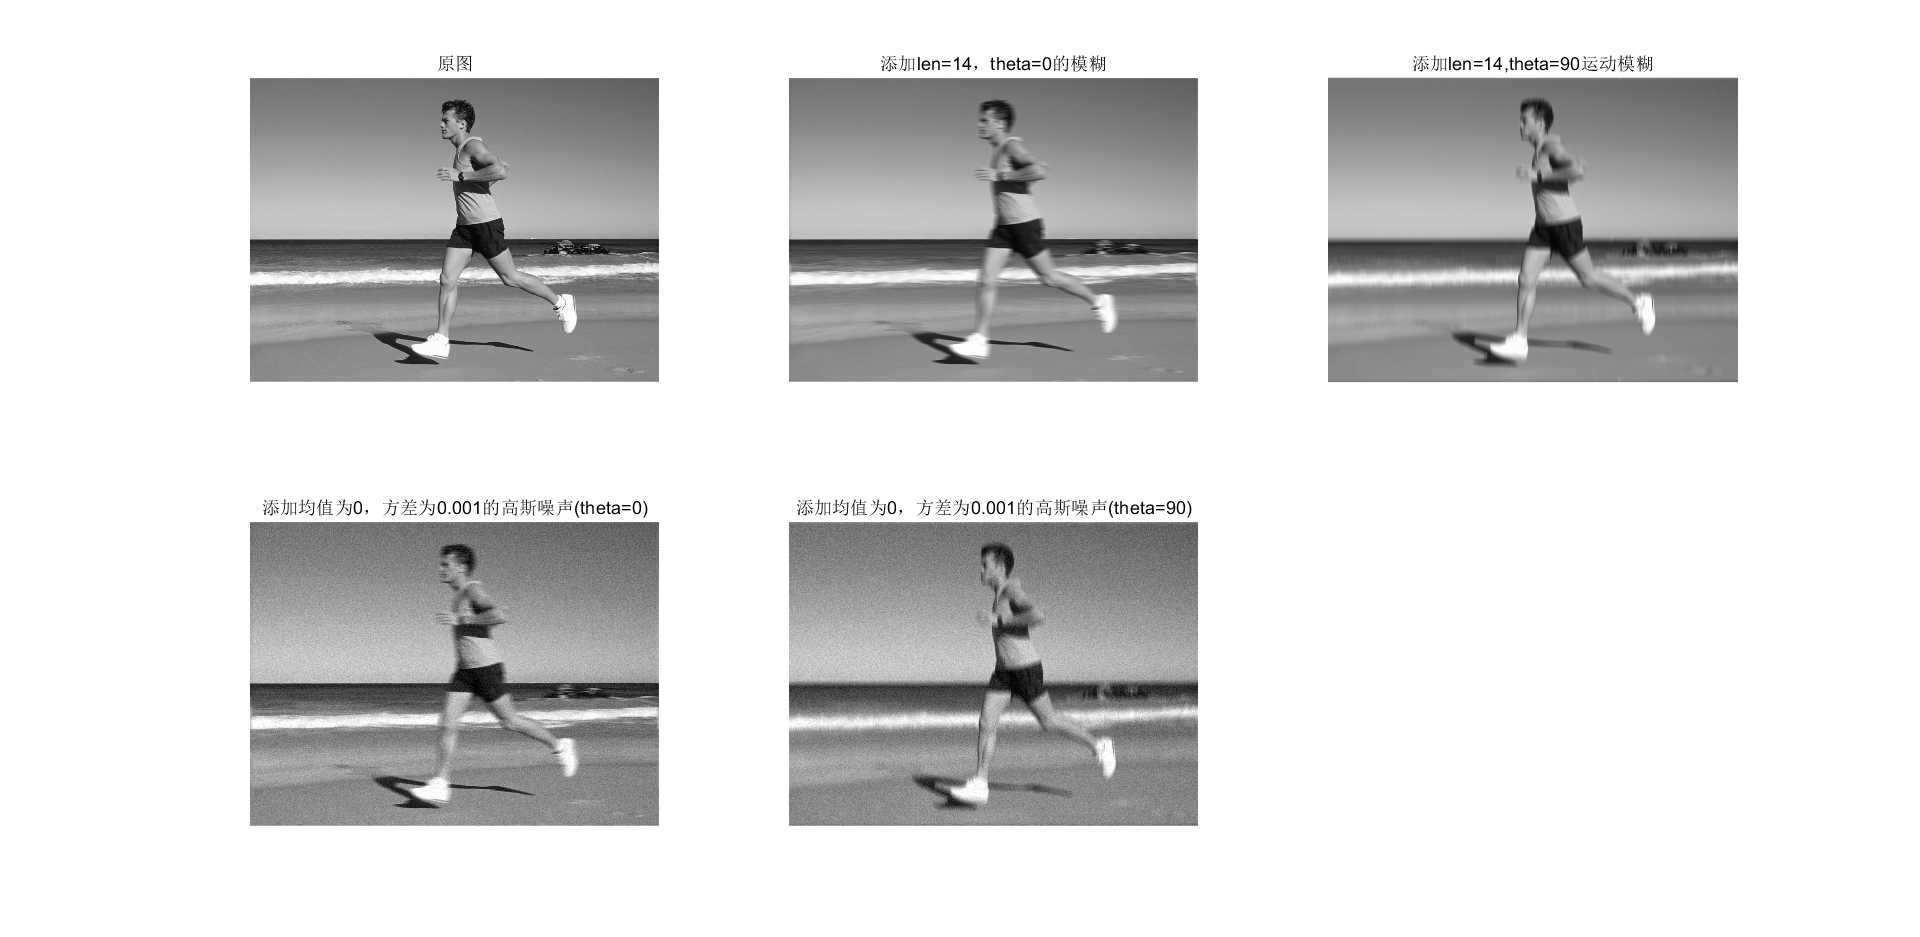 原图
添加len=14，theta=0的模糊
添加len=14,theta=90运动模糊
添加均值为0，方差为0.001的高斯噪声(theta=0)
添加均值为0，方差为0.001的高斯噪声(theta=90)